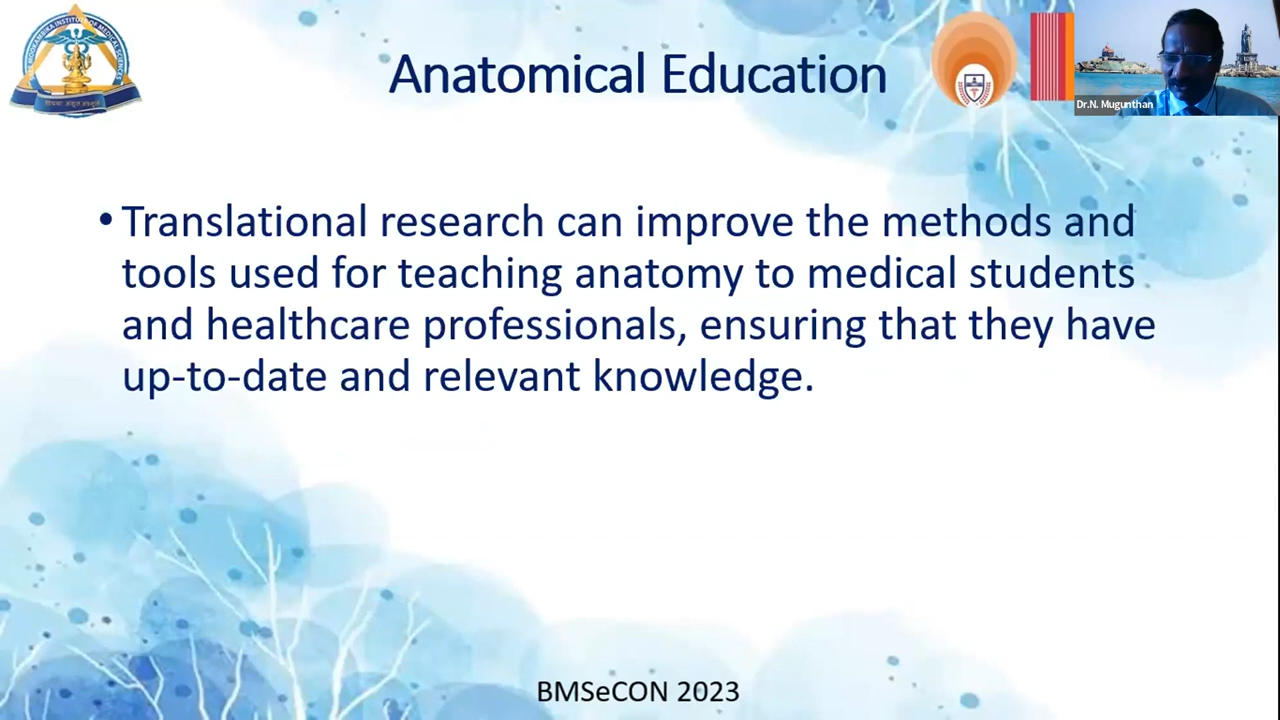 Anatomical Education
Dr.N. Mugunthan
• Translational research can improve the methods and
tools used for teaching anatomy to medical students
and healthcare professionals, ensuring that they have
up-to-date and relevant knowledge.
BMSeCON 2023